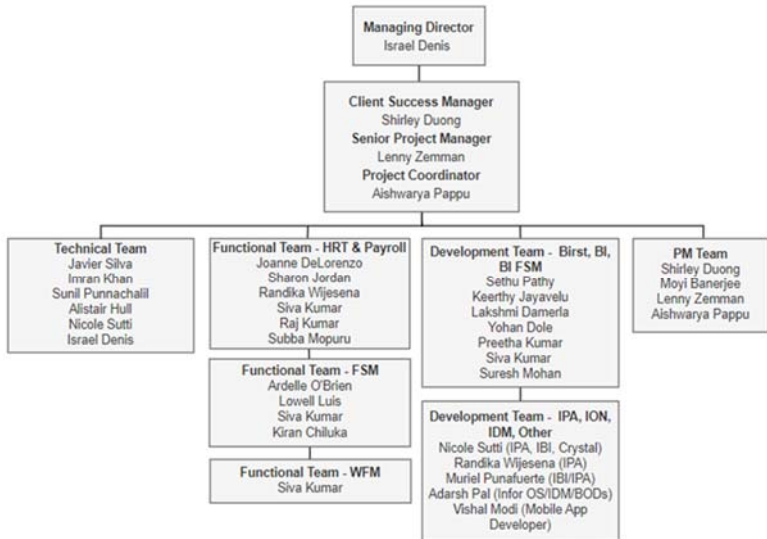 Managing Director
Israel Denis
Client Success Manager
Shirley Duong
Senior Project Manager
Lenny Zemman
Project Coordinator
Aishwarya Pappu
Technical Team
Javier Silva
Imran Khan
Sunil Punnachalil
Alistair Hull
Nicole Sutti
Israel Denis
Functional Team - HRT & Payroll
Joanne DeLorenzo
Sharon Jordan
Randika Wijesena
Siva Kumar
Raj Kumar
Subba Mopuru
Functional Team - FSM
Ardelle O'Brien
Lowell Luis
Siva Kumar
Kiran Chiluka
Functional Team - WFM
Siva Kumar
Development Team - Birst, BI,
BI FSM
Sethu Pathy
Keerthy Jayavelu
Lakshmi Damerla
Yohan Dole
Preetha Kumar
Siva Kumar
Suresh Mohan
Development Team - IPA, ION,
IDM, Other
Nicole Sutti (IPA, IBI, Crystal)
Randika Wijesena (IPA)
Muriel Punafuerte (IBI/IPA)
Adarsh Pal (Infor OS/IDM/BODs)
Vishal Modi (Mobile App
Developer)
PM Team
Shirley Duong
Moyi Banerjee
Lenny Zemman
Aishwarya Pappu